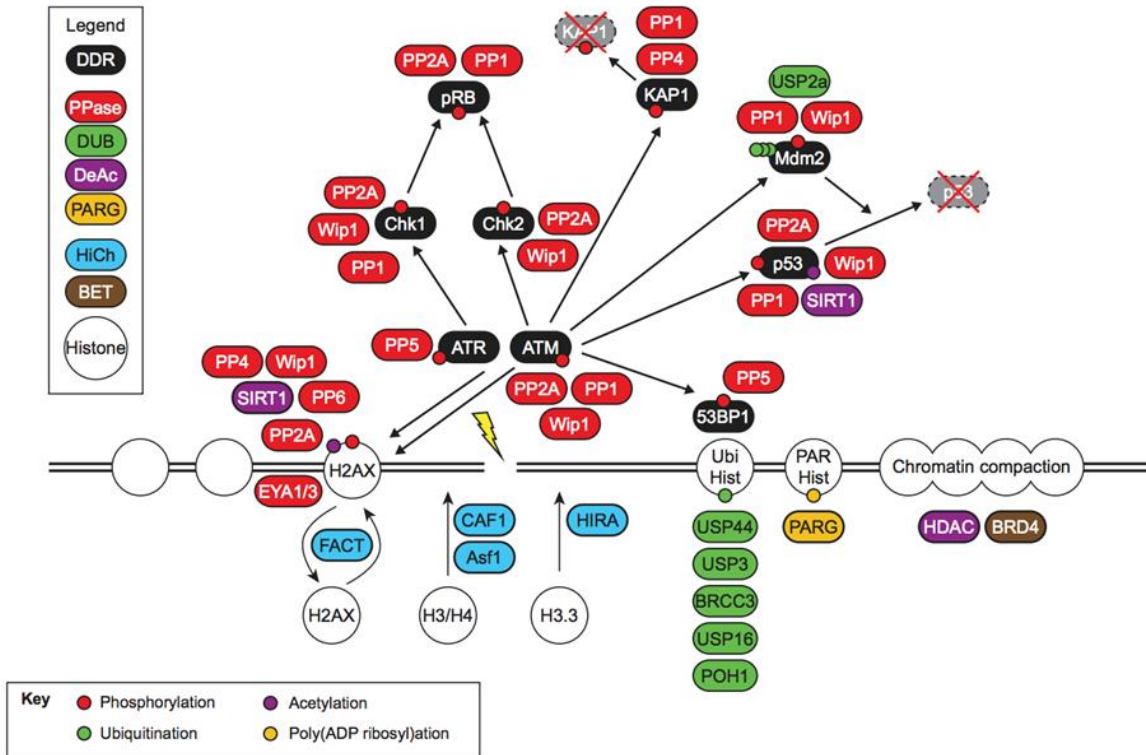 Legend
DDR
PPase
DUB
DeAc
PARG
HiCh
BET
Histone
PP2A
PP1
pRB
KAP1
PP1
PP4
KAP1
USP2a
PP1
Wip1
Mdm2
p53
PP2A
Wip1
PP1
Chk1
Chk2
PP2A
Wip1
PP2A
p53
Wip1
PP1
SIRT1
PP5
ATR
ATM
PP2A
PP1
Wip1
PP5
53BP1
PP4
Wip1
SIRT1
PP6
PP2A
H2AX
EYA1/3
FACT
H2AX
CAF1
Asf1
H3/H4
HIRA
H3.3
Ubi
Hist
USP44
USP3
BRCC3
USP16
POH1
PAR
Hist
PARG
Chromatin compaction
HDAC
BRD4
Key
Phosphorylation
Acetylation
Ubiquitination
Poly(ADP ribosyl)ation